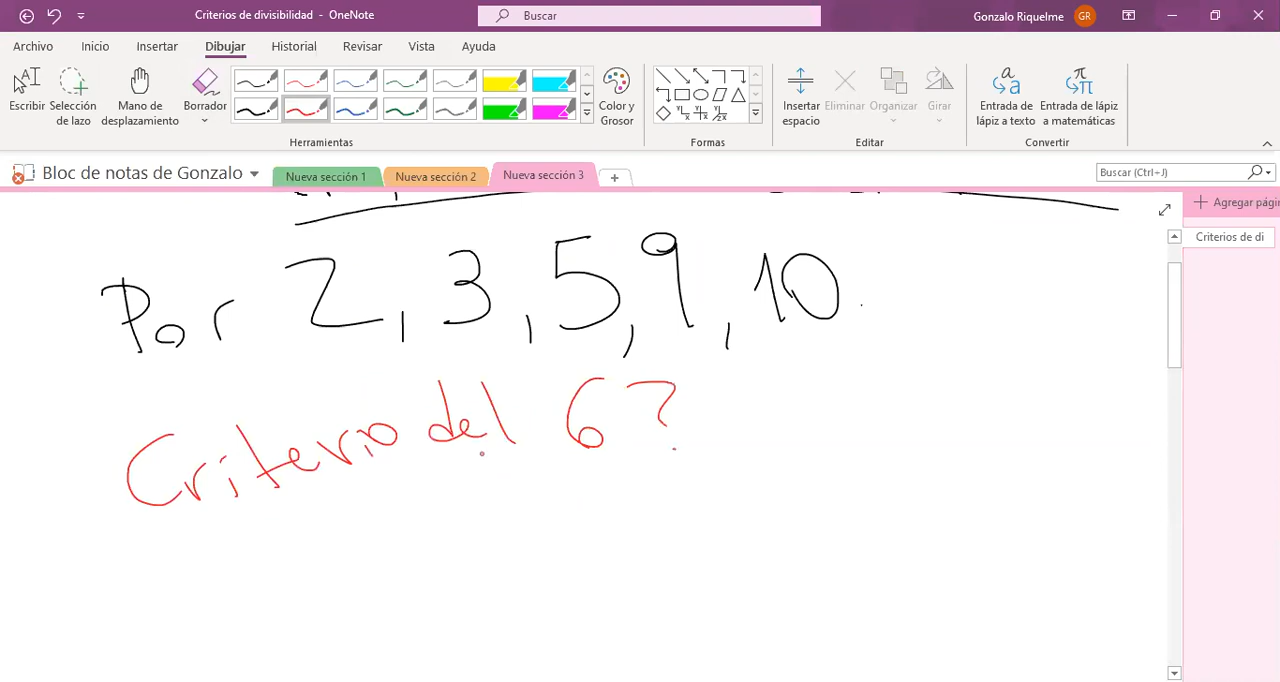 Criterios de divisibilidad - OneNote
Buscar
Gonzalo Riquelme GR
Archivo Inicio Insertar Dibujar Historial Revisar Vista Ayuda
Escribir Selección de lazo Mano de desplazamiento Borrador Color y Grosor Insertar espacio Eliminar Organizar Girar Entrada de lápiz a texto Entrada de lápiz a matemáticas
Herramientas Formas Editar Convertir
Bloc de notas de Gonzalo Nueva sección 1 Nueva sección 2 Nueva sección 3 Buscar (Ctrl+J)
Agregar págin
Criterios de di
Por 2, 3, 5, 9, 10.
Criterio del 6?